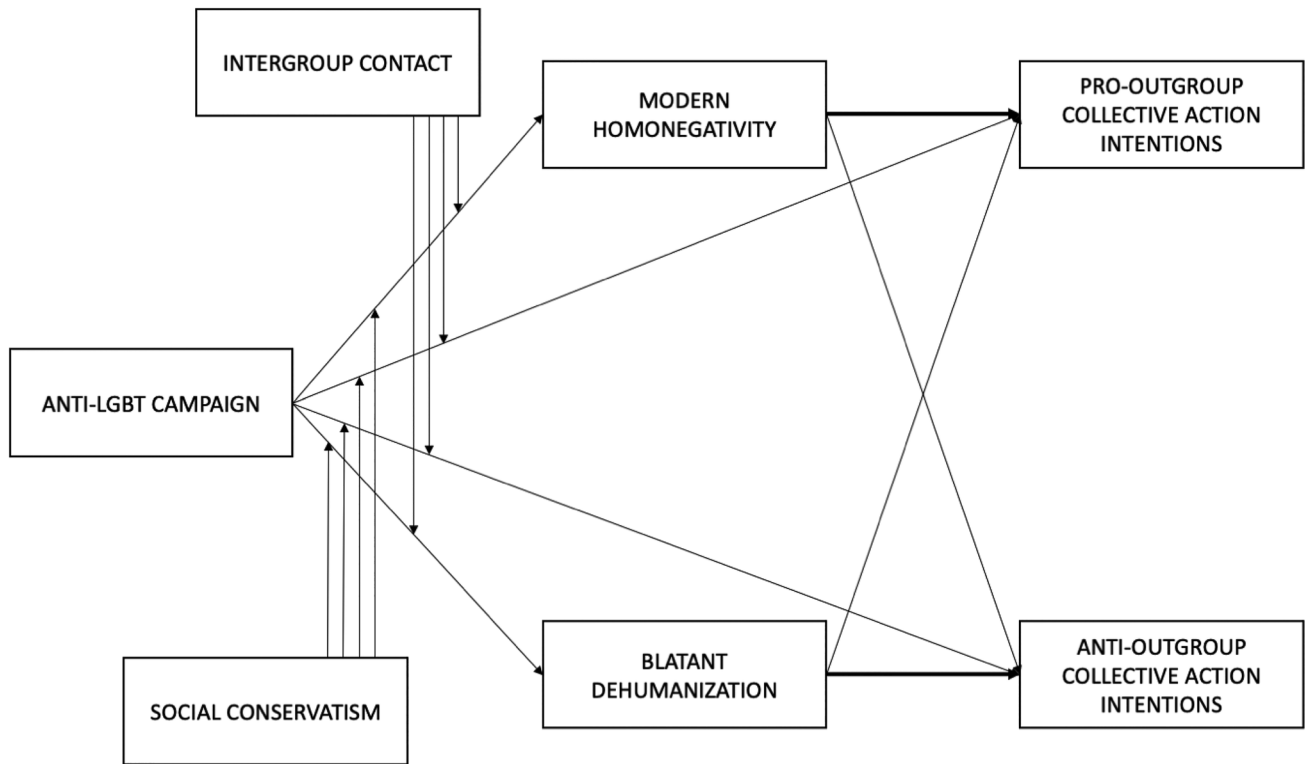 INTERGROUP CONTACT
MODERN
HOMONEGATIVITY
PRO-OUTGROUP
COLLECTIVE ACTION
INTENTIONS
ANTI-LGBT CAMPAIGN
SOCIAL CONSERVATISM
BLATANT
DEHUMANIZATION
ANTI-OUTGROUP
COLLECTIVE ACTION
INTENTIONS